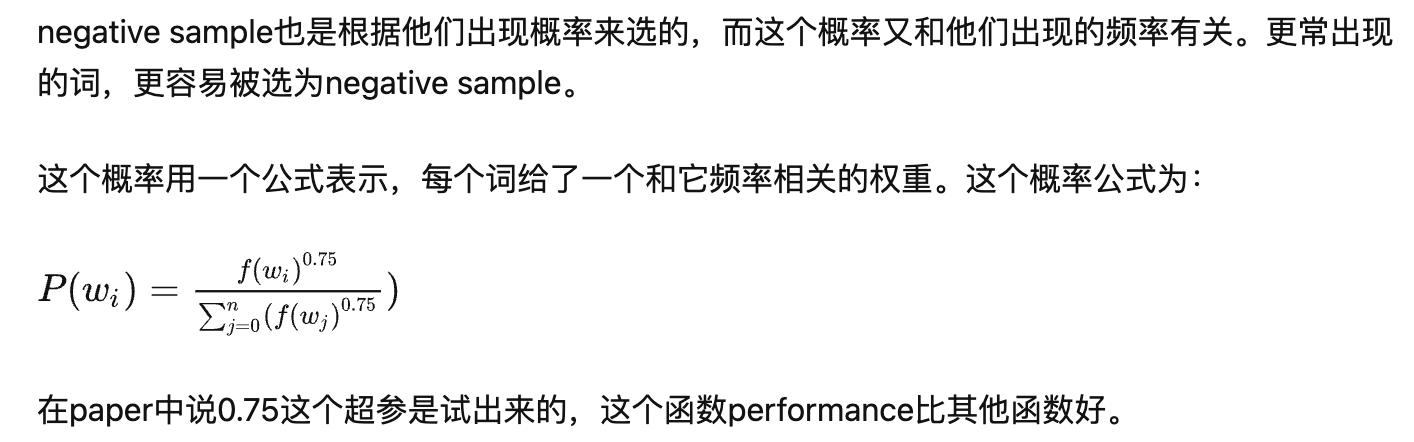 negative sample也是根据他们出现概率来选的，而这个概率又和他们出现的频率有关。更常出现
的词，更容易被选为negative sample。
这个概率用一个公式表示，每个词给了一个和它频率相关的权重。这个概率公式为：
$P(w_i) = \frac{f(w_i)^{0.75}}{\sum_{j=0}^{n}(f(w_j)^{0.75}})$
在paper中说0.75这个超参是试出来的，这个函数performance比其他函数好。